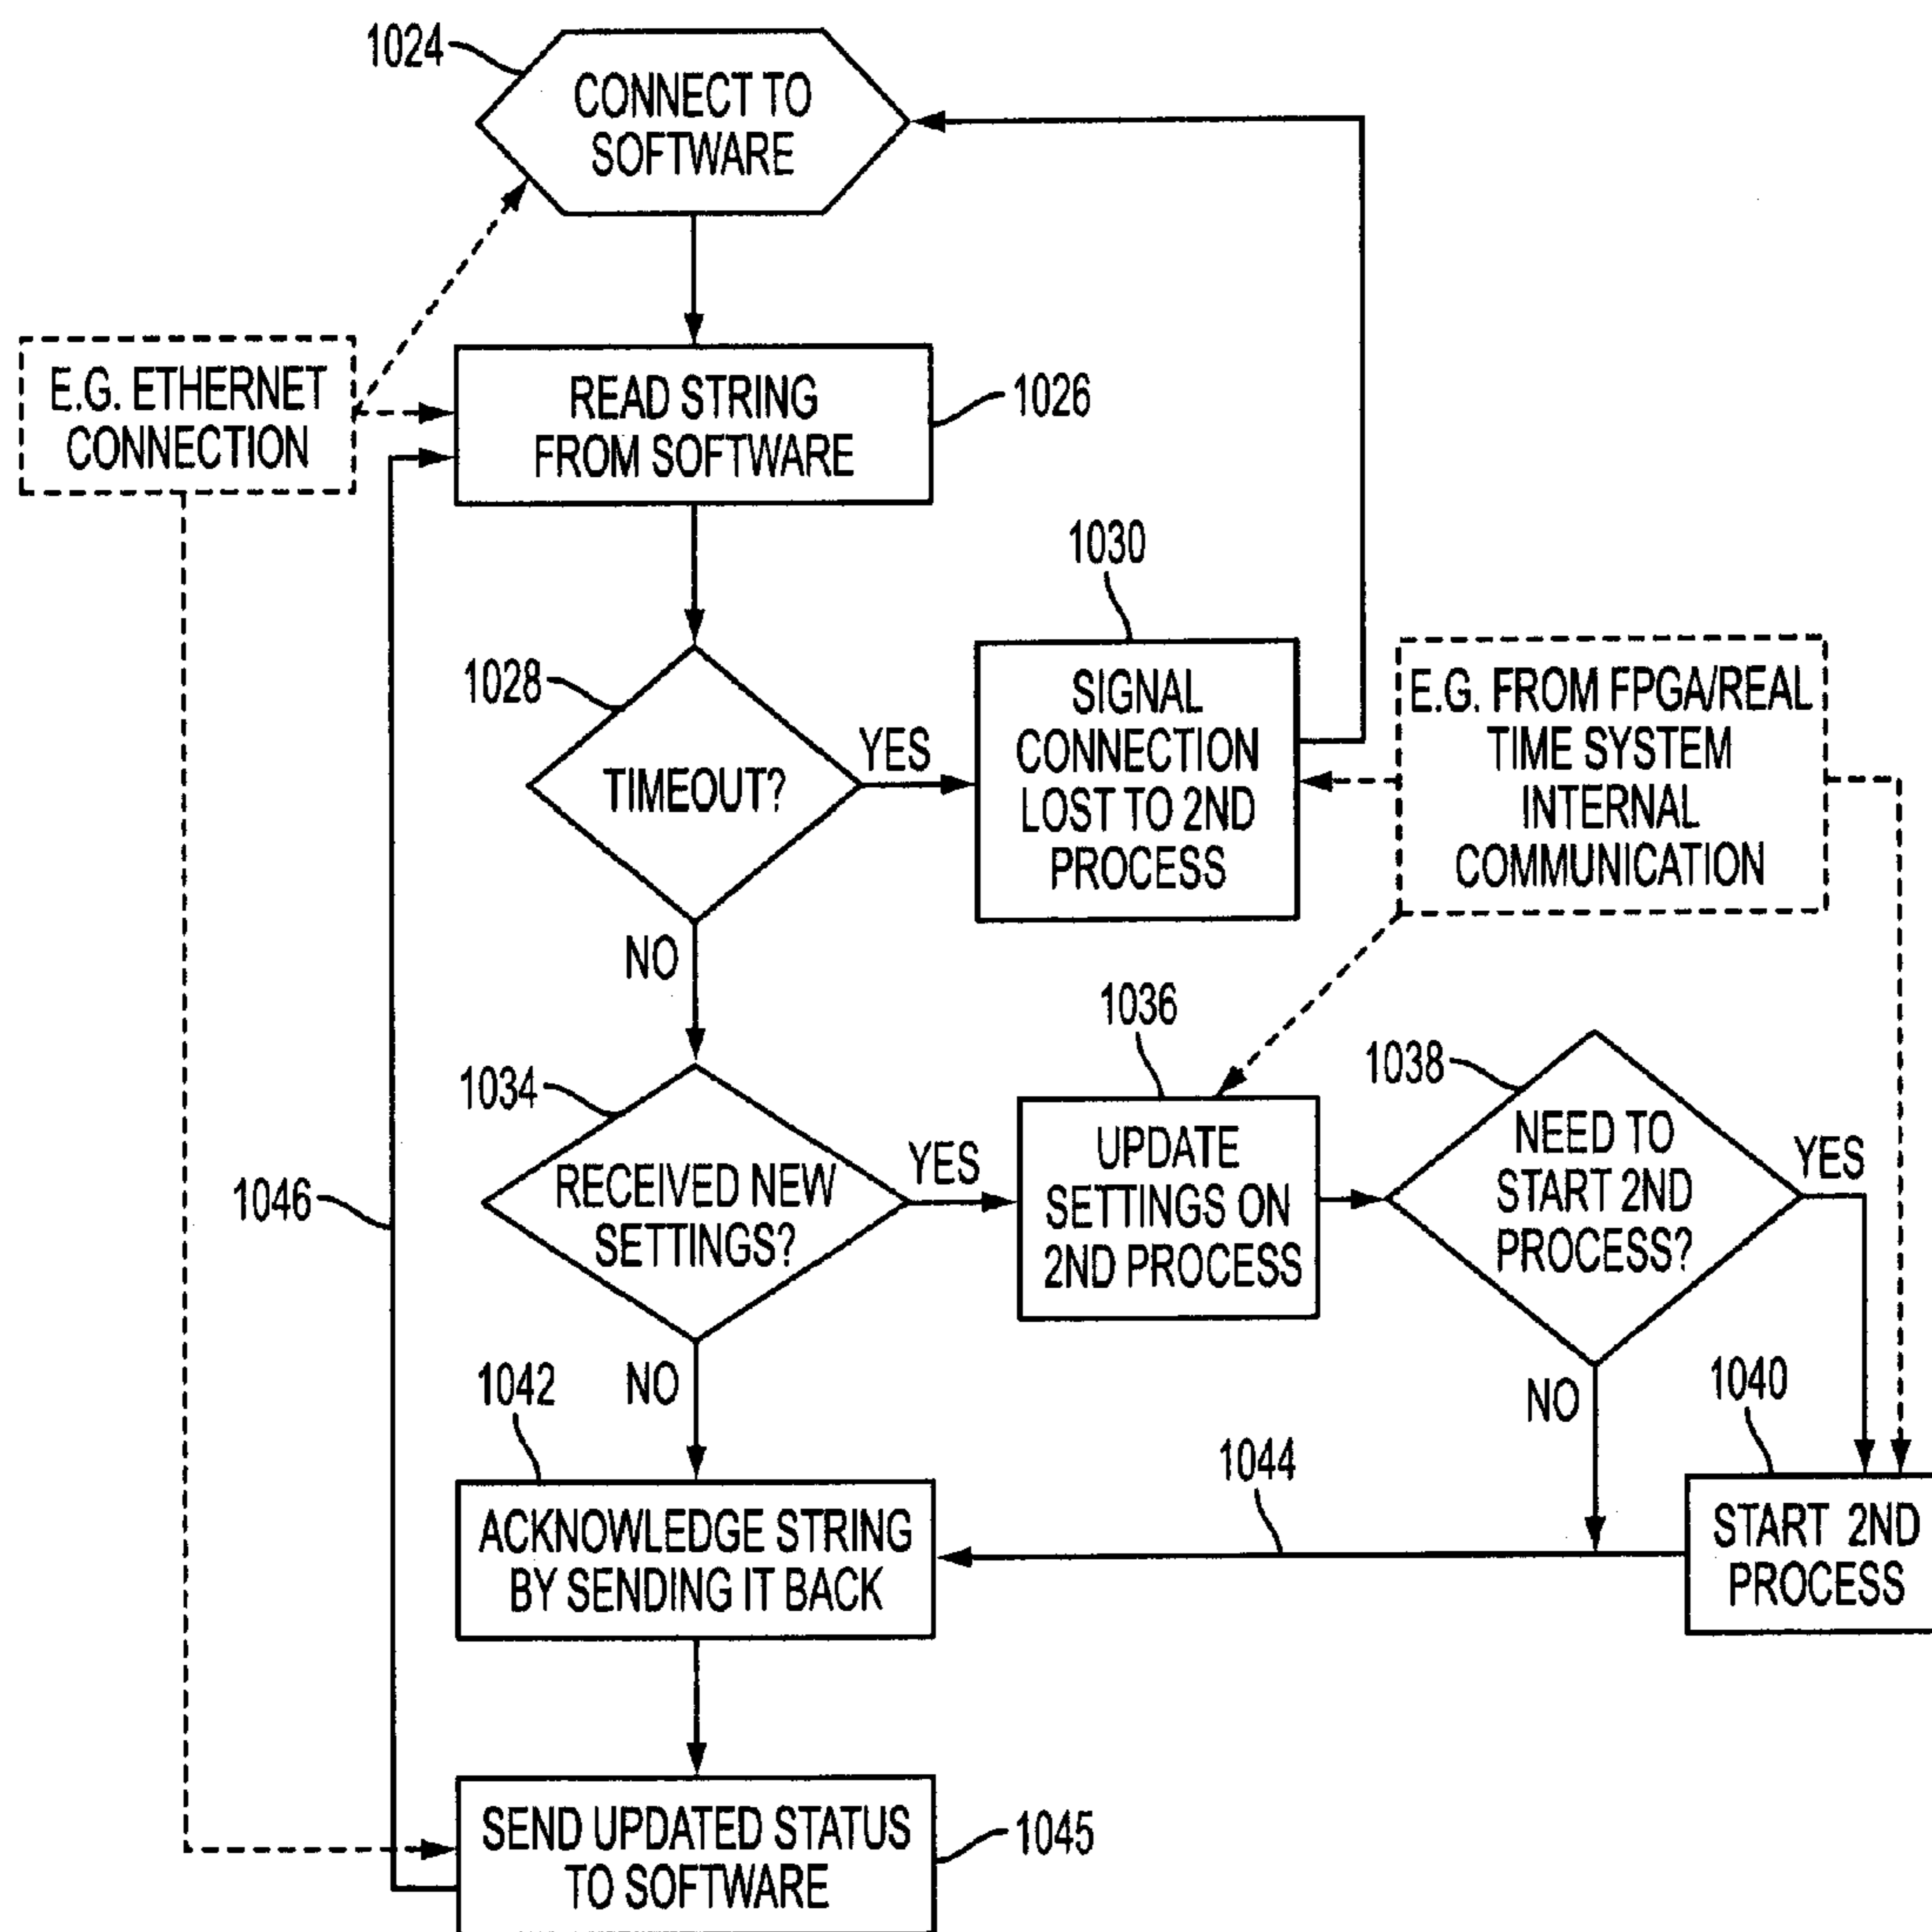 1024
CONNECT TO
SOFTWARE
E.G. ETHERNET
CONNECTION
READ STRING
FROM SOFTWARE
1026
1030
1028
TIMEOUT?
YES
SIGNAL
CONNECTION
LOST TO 2ND
PROCESS
E.G. FROM FPGA/REAL
TIME SYSTEM
INTERNAL
COMMUNICATION
NO
1036
1034
RECEIVED NEW
SETTINGS?
YES
UPDATE
SETTINGS ON
2ND PROCESS
1038
NEED TO
START 2ND
PROCESS?
YES
1046
NO
1042
NO
1040
1044
ACKNOWLEDGE STRING
BY SENDING IT BACK
START 2ND
PROCESS
SEND UPDATED STATUS
TO SOFTWARE
1045